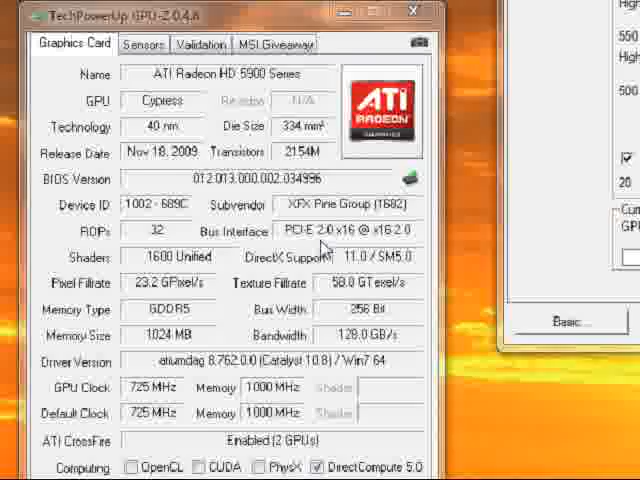 TechPowerUp GPU-Z 0.4.6
Graphics Card Sensors Validation MSI Giveaway
Name ATI Radeon HD 5900 Series
GPU Cypress Revision N/A
Technology 40 nm Die Size 334 mm²
Release Date Nov 18, 2009 Transistors 2154M
BIOS Version 012.013.000.002.034996
Device ID 1002 - 689C Subvendor XFX Pine Group (1682)
ROPs 32 Bus Interface PCI-E 2.0 x16 @ x16 2.0
Shaders 1600 Unified DirectX Support 11.0 / SM5.0
Pixel Fillrate 23.2 GPixel/s Texture Fillrate 58.0 GTexel/s
Memory Type GDDR5 Bus Width 256 Bit
Memory Size 1024 MB Bandwidth 128.0 GB/s
Driver Version atiumdag 8.762.0.0 (Catalyst 10.8) / Win7 64
GPU Clock 725 MHz Memory 1000 MHz Shader
Default Clock 725 MHz Memory 1000 MHz Shader
ATI CrossFire Enabled (2 GPUs)
Computing OpenCL CUDA PhysX DirectCompute 5.0
ATI
RADEON
GRAPHICS
550
High
500
20
Basic...